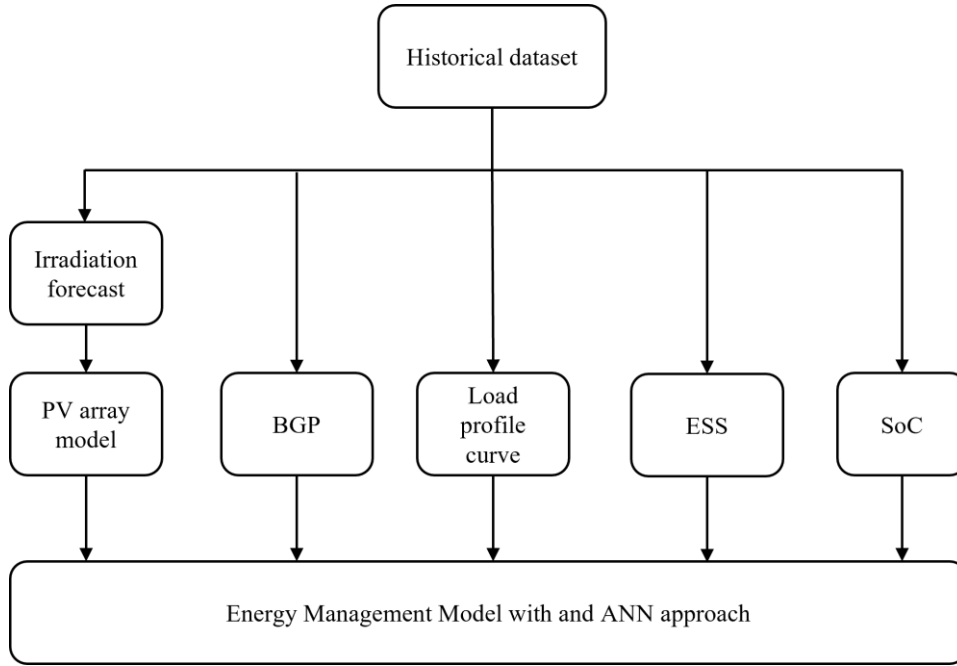 Historical dataset
Irradiation
forecast
PV array
model
BGP
Load
profile
curve
ESS
SoC
Energy Management Model with and ANN approach